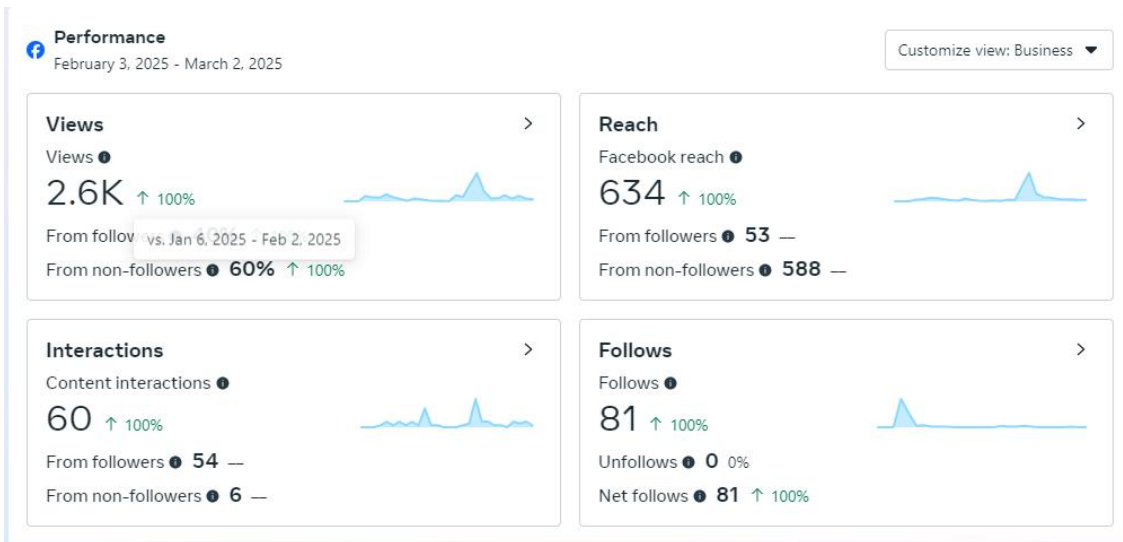 Performance
February 3, 2025 - March 2, 2025
Customize view: Business
Views
Views
2.6K ↑ 100%
From follow
vs. Jan 6, 2025 - Feb 2, 2025
From non-followers 60% ↑ 100%
Reach
Facebook reach
634 ↑ 100%
From followers 53 —
From non-followers 588 —
Interactions
Content interactions
60 ↑ 100%
From followers 54 —
From non-followers 6 —
Follows
Follows
81 ↑ 100%
Unfollows 0 0%
Net follows 81 ↑ 100%